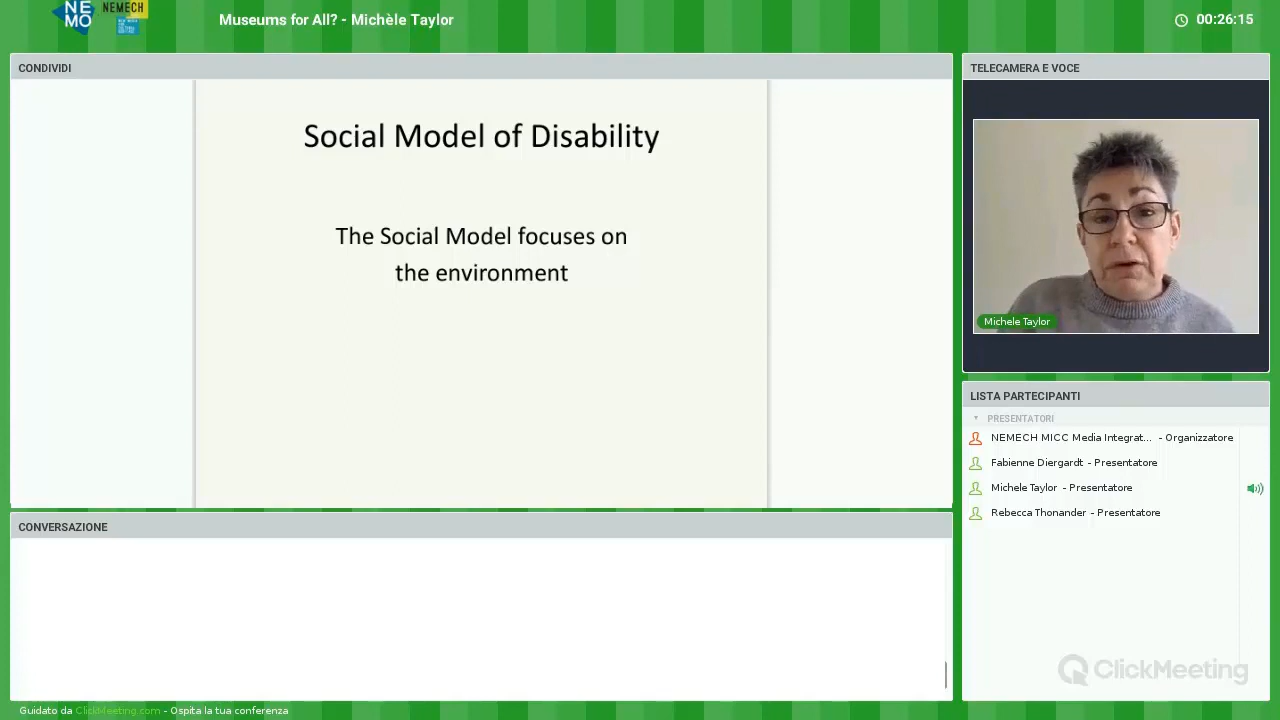 NE
MO
NEMECH
Museums for All? - Michèle Taylor
00:26:15
CONDIVIDI
Social Model of Disability
The Social Model focuses on
the environment
TELECAMERA E VOCE
Michele Taylor
LISTA PARTECIPANTI
PRESENTATORI
NEMECH MICC Media Integrat... - Organizzatore
Fabienne Diergardt - Presentatore
Michele Taylor - Presentatore
Rebecca Thonander - Presentatore
CONVERSAZIONE
ClickMeeting
Guidato da ClickMeeting.com - Ospita la tua conferenza